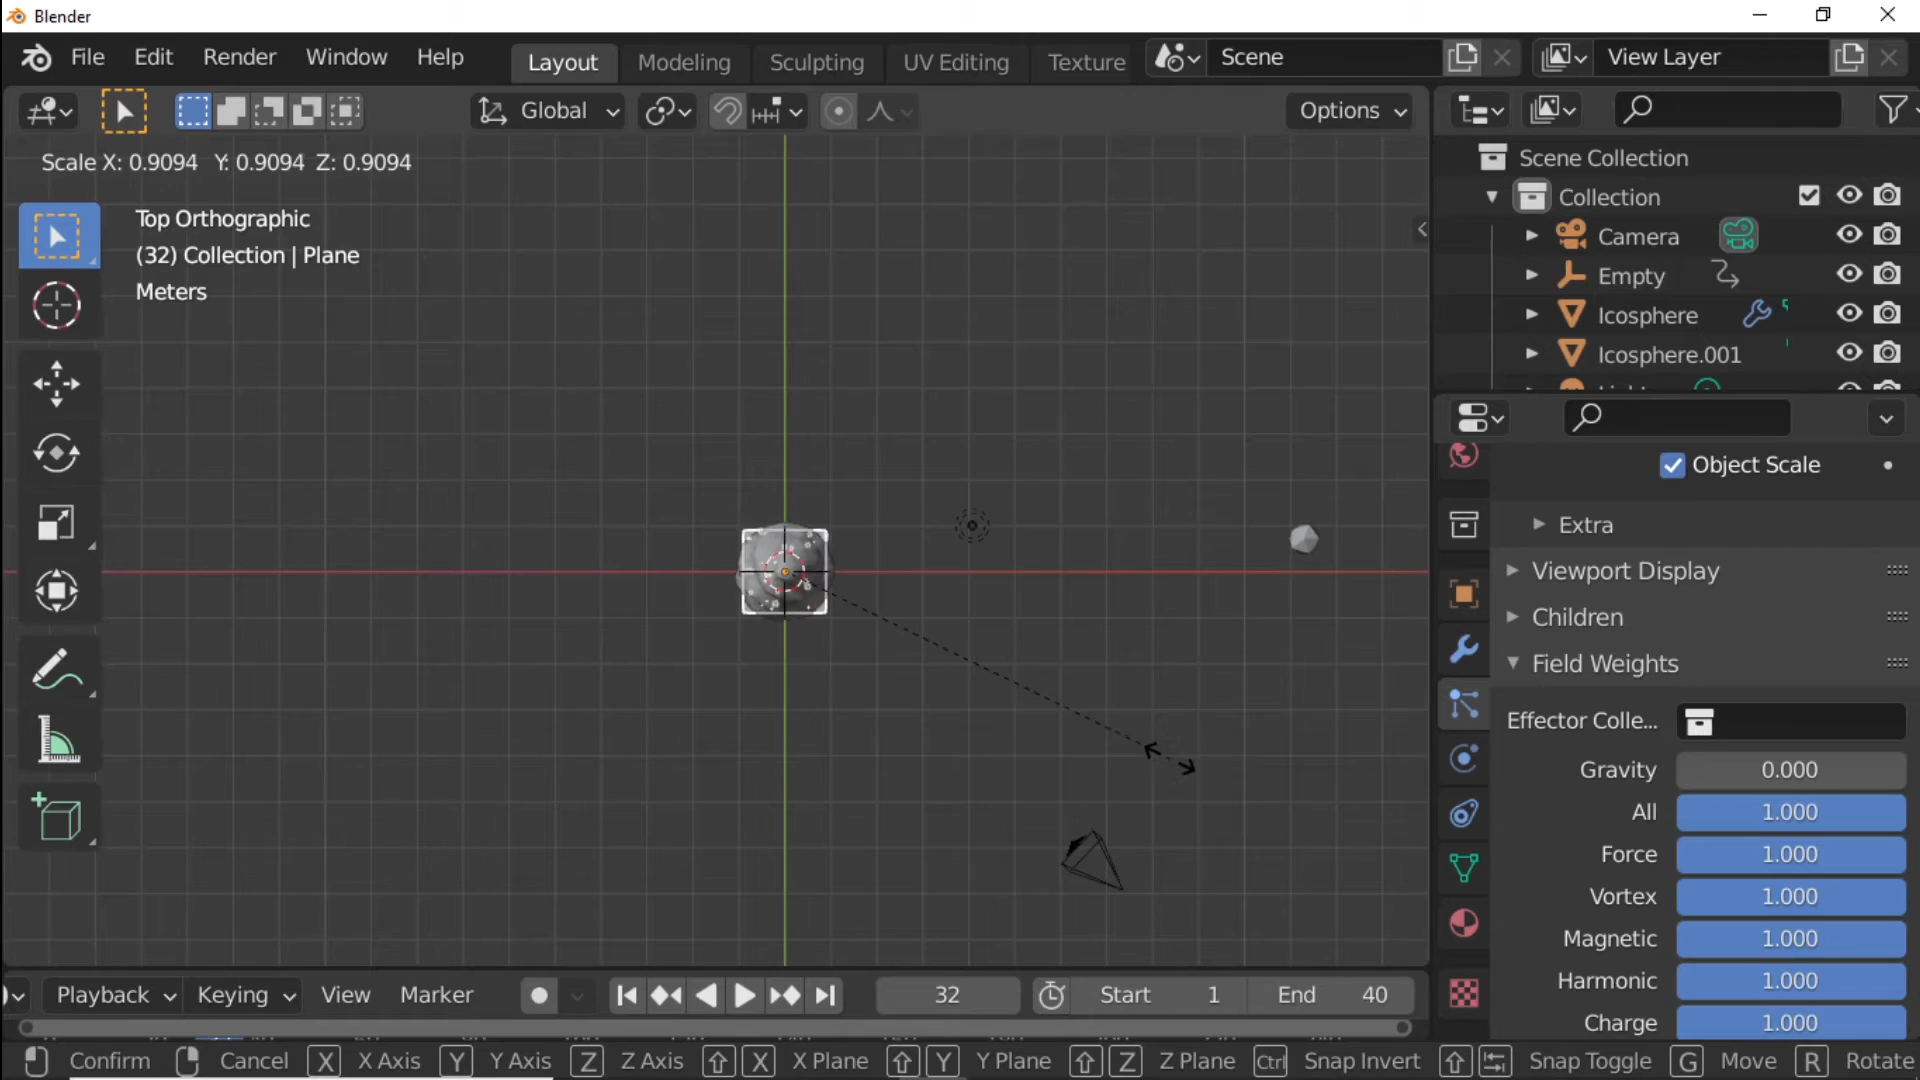 Blender
File Edit Render Window Help Layout Modeling Sculpting UV Editing Texture Scene View Layer
Global Options
Scale X: 0.9094 Y: 0.9094 Z: 0.9094
Top Orthographic
(32) Collection | Plane
Meters
Scene Collection
Collection
Camera
Empty
Icosphere
Icosphere.001
Object Scale
Extra
Viewport Display
Children
Field Weights
Effector Colle...
Gravity 0.000
All 1.000
Force 1.000
Vortex 1.000
Magnetic 1.000
Harmonic 1.000
Charge 1.000
Playback Keying View Marker 32 Start 1 End 40
Confirm Cancel X X Axis Y Y Axis Z Z Axis X X Plane Y Y Plane Z Z Plane Ctrl Snap Invert Snap Toggle G Move R Rotate